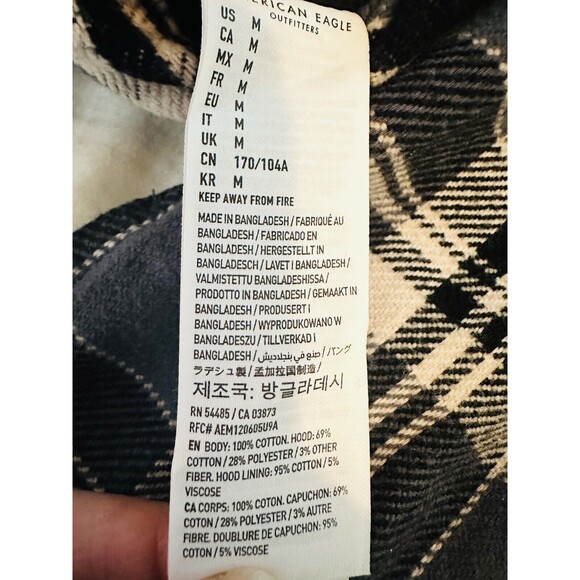 ERICAN EAGLE
OUTFITTERS
US M
CA M
MX M
FR M
EU M
IT M
UK M
CN 170/104A
KR M
KEEP AWAY FROM FIRE
MADE IN BANGLADESH / FABRIQUÉ AU
BANGLADESH / FABRICADO EN
BANGLADESH / HERGESTELLT IN
BANGLADESCH / LAVET I BANGLADESH /
VALMISTETTU BANGLADESHISSA /
PRODOTTO IN BANGLADESH / GEMAAKT IN
BANGLADESH / PRODUSERT I
BANGLADESH / WYPRODUKOWANO W
BANGLADESZU / TILLVERKAD I
BANGLADESH / صنع في بنجلاديش / バング
ラデシュ製 / 孟加拉国制造 /
제조국: 방글라데시
RN 54485 / CA 03873
RFC# AEM120605U9A
EN BODY: 100% COTTON. HOOD: 69%
COTTON / 28% POLYESTER / 3% OTHER
FIBER. HOOD LINING: 95% COTTON / 5%
VISCOSE
CA CORPS: 100% COTON. CAPUCHON: 69%
COTON / 28% POLYESTER / 3% AUTRE
FIBRE. DOUBLURE DE CAPUCHON: 95%
COTON / 5% VISCOSE